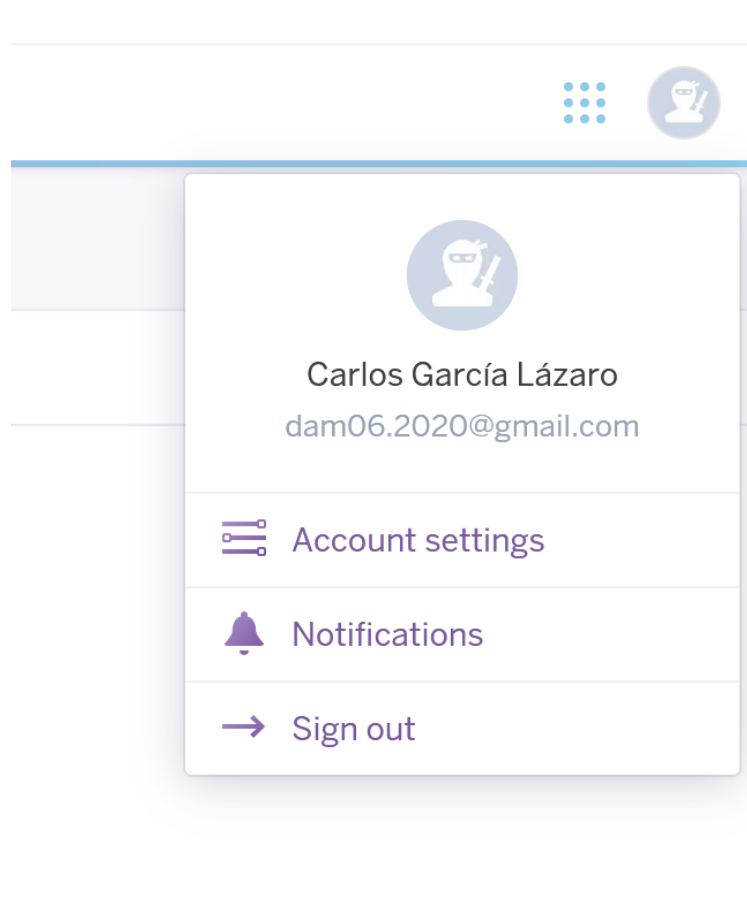 Carlos García Lázaro
dam06.2020@gmail.com
Account settings
Notifications
Sign out